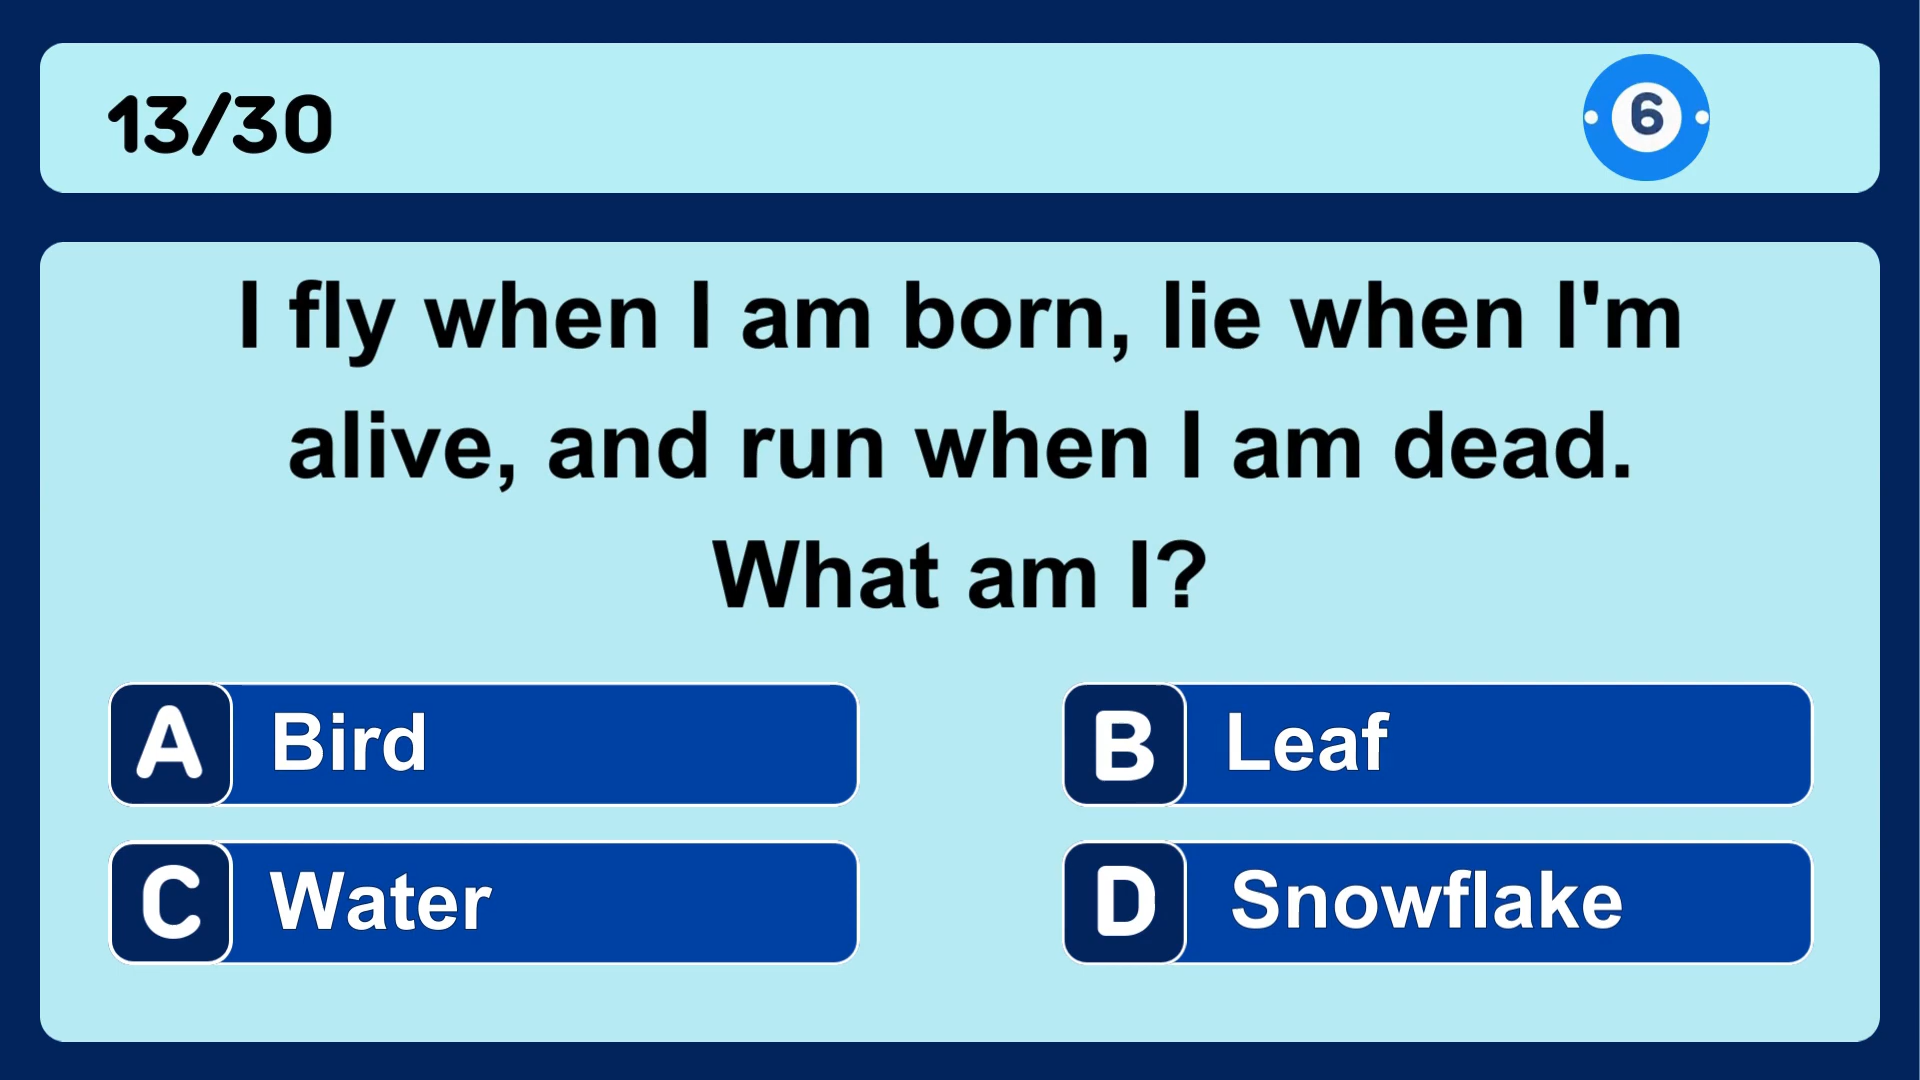 13/30
6
I fly when I am born, lie when I'm
alive, and run when I am dead.
What am I?
A Bird
B Leaf
C Water
D Snowflake